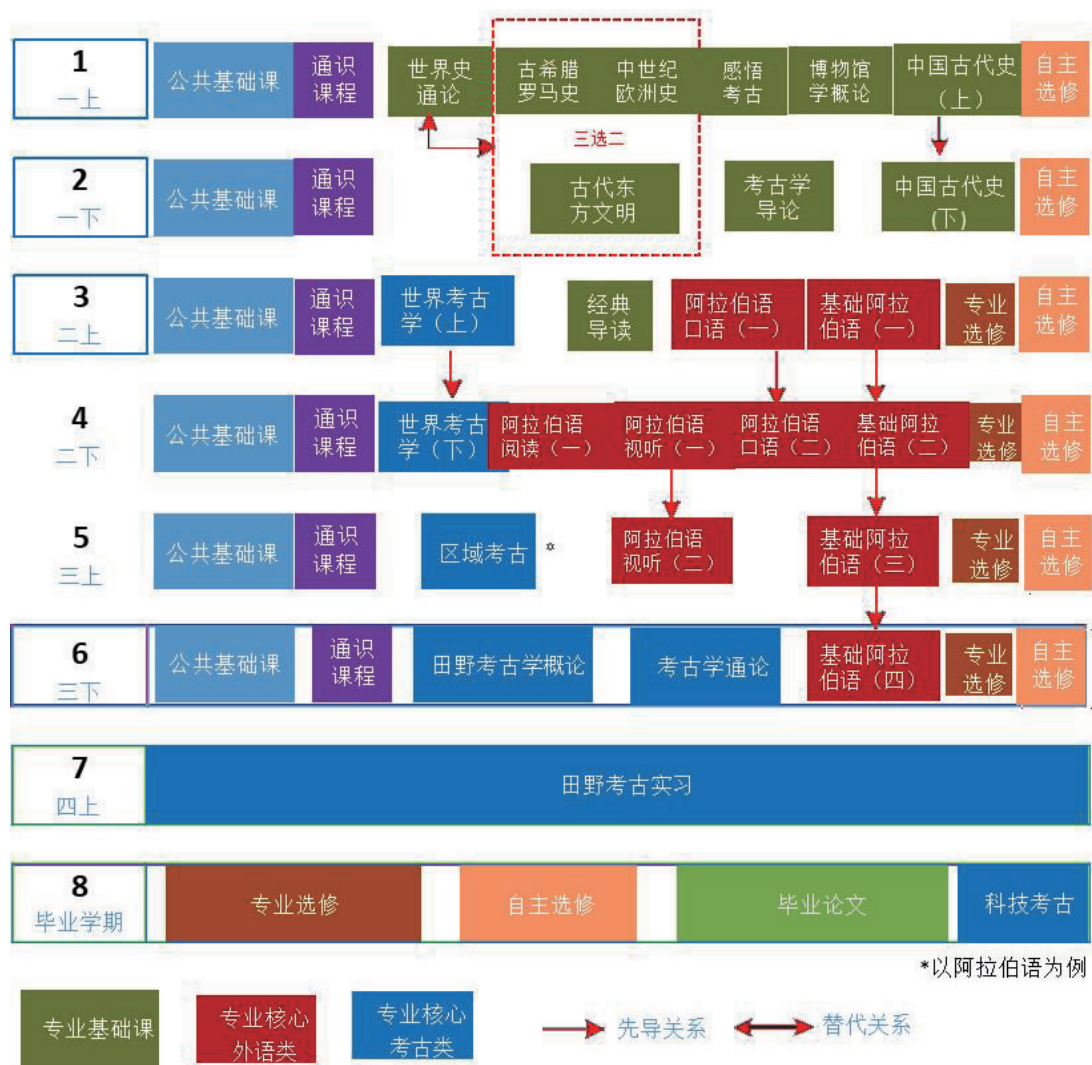 1
一上
公共基础课
通识
课程
世界史
通论
古希腊
罗马史
中世纪
欧洲史
感悟
考古
博物馆
学概论
中国古代史
（上）
自主
选修
三选二
2
一下
公共基础课
通识
课程
古代东
方文明
考古学
导论
中国古代史
(下)
自主
选修
3
二上
公共基础课
通识
课程
世界考古
学（上）
经典
导读
阿拉伯语
口语（一）
基础阿拉
伯语（一）
专业
选修
自主
选修
4
二下
公共基础课
通识
课程
世界考古
学（下）
阿拉伯语
阅读（一）
阿拉伯语
视听（一）
阿拉伯语
口语（二）
基础阿拉
伯语（二）
专业
选修
自主
选修
5
三上
公共基础课
通识
课程
区域考古
*
阿拉伯语
视听（二）
基础阿拉
伯语（三）
专业
选修
自主
选修
6
三下
公共基础课
通识
课程
田野考古学概论
考古学通论
基础阿拉
伯语（四）
专业
选修
自主
选修
7
四上
田野考古实习
8
毕业学期
专业选修
自主选修
毕业论文
科技考古
*以阿拉伯语为例
专业基础课
专业核心
外语类
专业核心
考古类
先导关系
替代关系